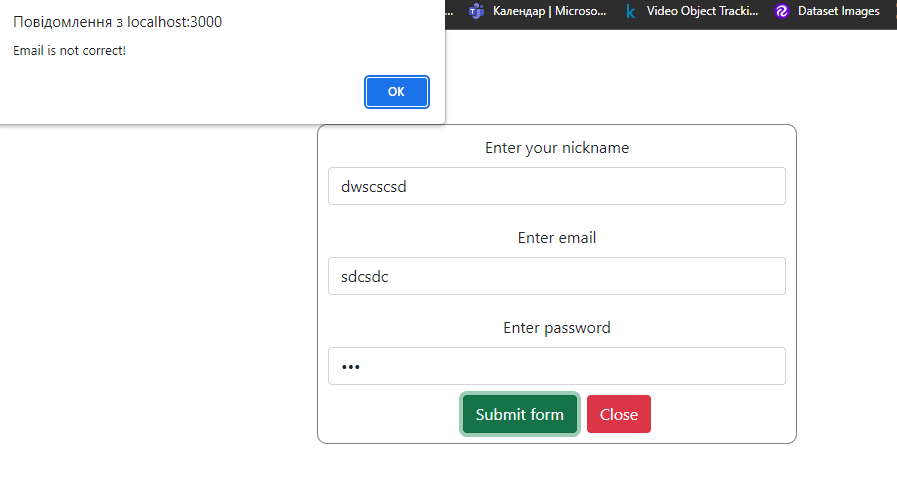 Повідомлення з localhost:3000
Email is not correct!
OK
... Календар | Microso... Video Object Tracki... Dataset Images
Enter your nickname
dwscscsd
Enter email
sdcsdc
Enter password
•••
Submit form Close